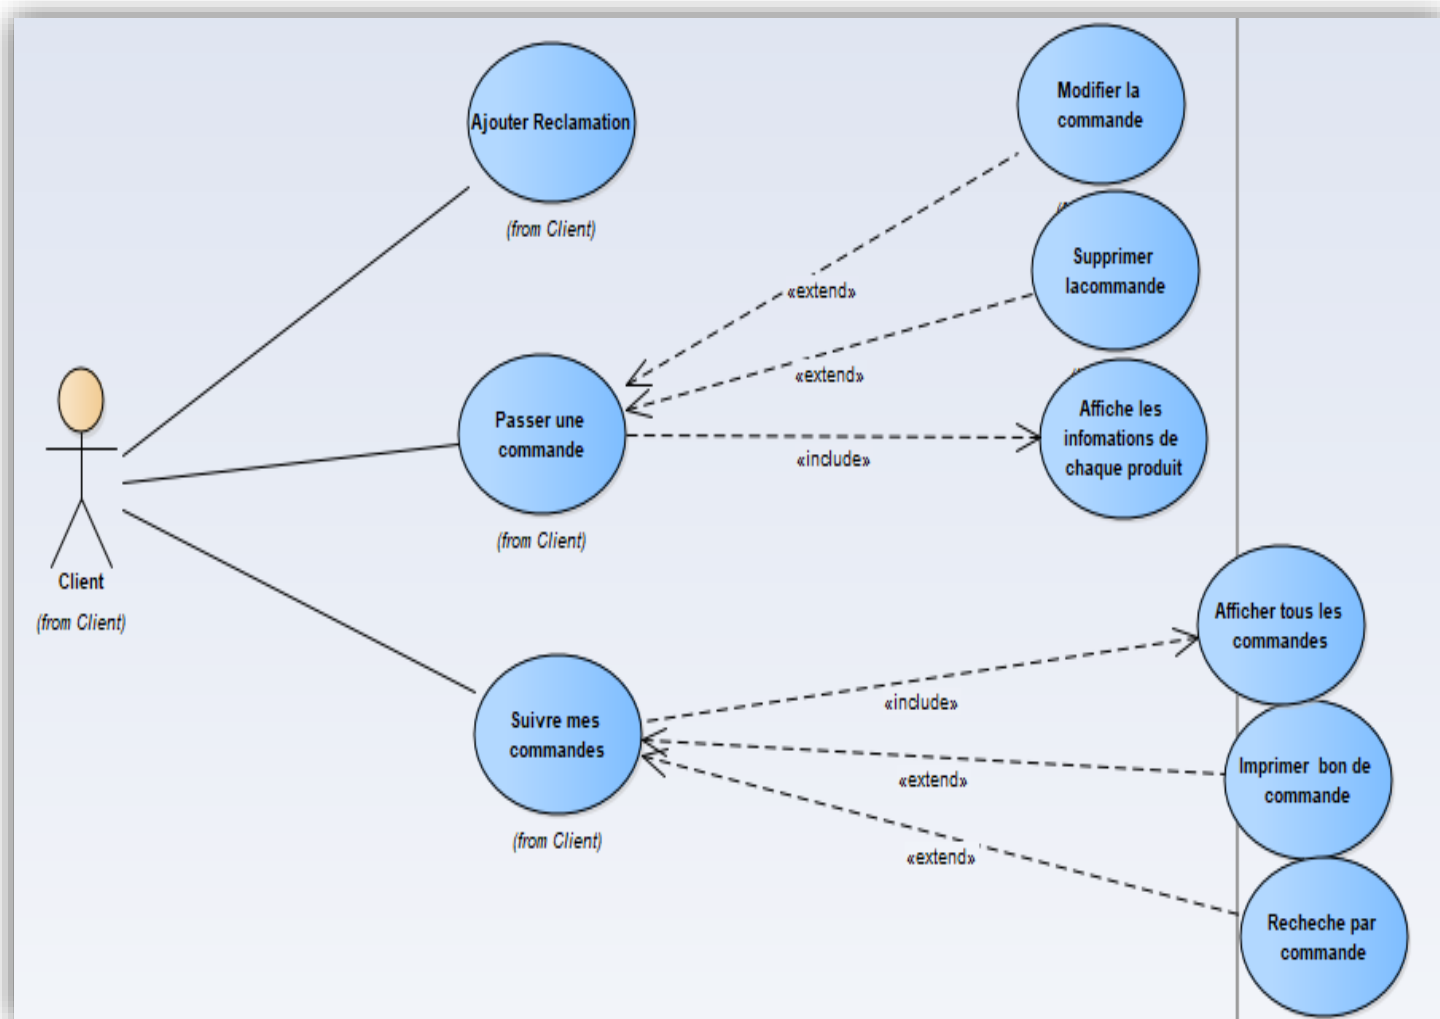 Ajouter Reclamation
(from Client)
Modifier la
commande
Supprimer
lacommande
«extend»
«extend»
Passer une
commande
(from Client)
Affiche les
infomations de
chaque produit
«include»
Client
(from Client)
Afficher tous les
commandes
«include»
Suivre mes
commandes
(from Client)
Imprimer bon de
commande
«extend»
«extend»
Recheche par
commande